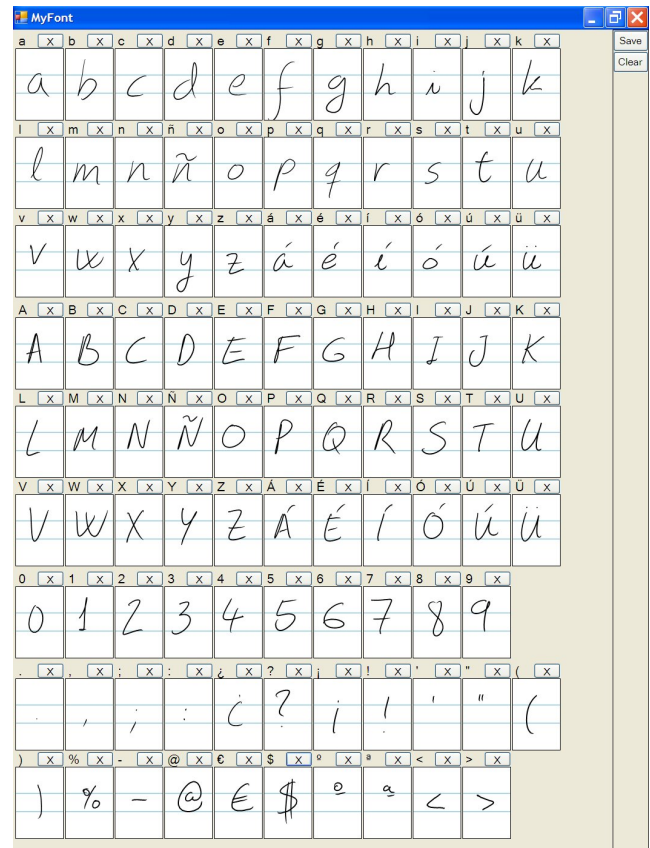 MyFont
a X b X c X d X e X f X g X h X i X j X k X Save
Clear
a b c d e f g h i j k
l X m X n X ñ X o X p X q X r X s X t X u X
l m n ñ o p q r s t u
v X w X x X y X z X á X é X í X ó X ú X ü X
v w x y z á é í ó ú ü
A X B X C X D X E X F X G X H X I X J X K X
A B C D E F G H I J K
L X M X N X Ñ X O X P X Q X R X S X T X U X
L M N Ñ O P Q R S T U
V X W X X X Y X Z X Á X É X Í X Ó X Ú X Ü X
V W X Y Z Á É Í Ó Ú Ü
0 X 1 X 2 X 3 X 4 X 5 X 6 X 7 X 8 X 9 X
0 1 2 3 4 5 6 7 8 9
. X , X ; X : X ¿ X ? X ¡ X ! X ' X " X ( X
. , ; : ¿ ? ¡ ! ' " (
) X % X - X @ X € X $ X º X ª X < X > X
) % - @ € $ º ª < >